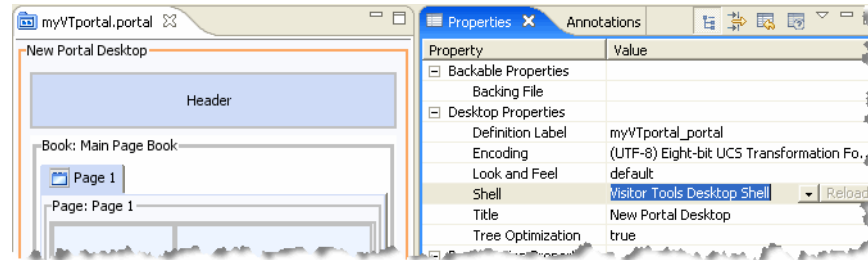 myVTportal.portal
New Portal Desktop
Header
Book: Main Page Book
Page 1
Page: Page 1
Properties Annotations
Property Value
Backable Properties
Backing File
Desktop Properties
Definition Label myVTportal_portal
Encoding (UTF-8) Eight-bit UCS Transformation Fo...
Look and Feel default
Shell Visitor Tools Desktop Shell Reload
Title New Portal Desktop
Tree Optimization true